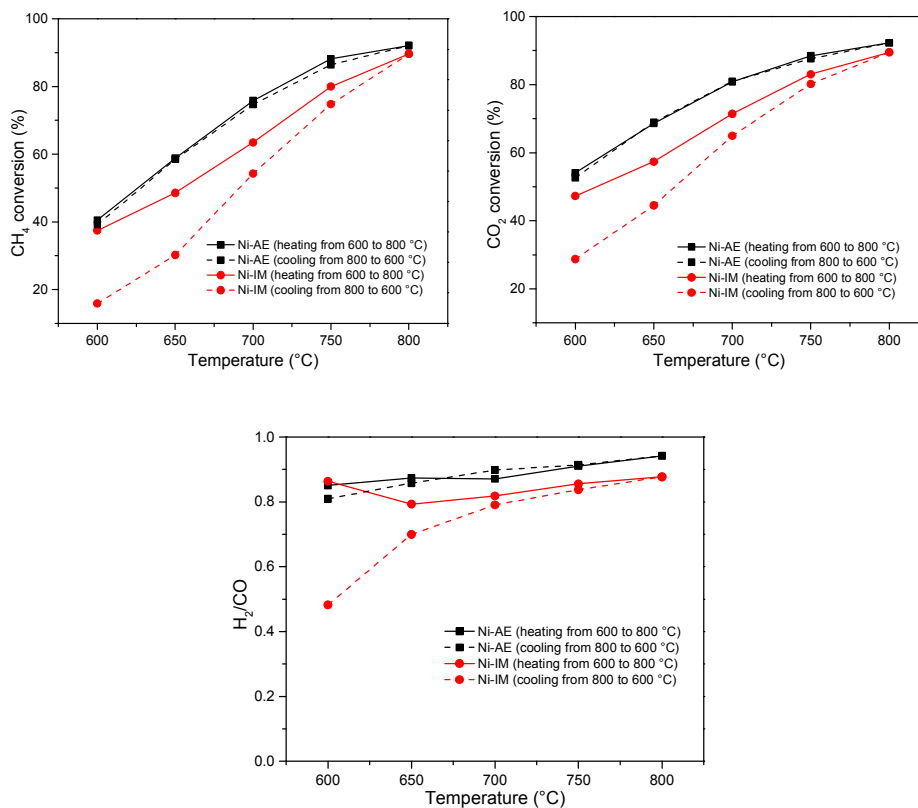 CH4 conversion (%)
100
80
60
40
20
Ni-AE (heating from 600 to 800 °C)
Ni-AE (cooling from 800 to 600 °C)
Ni-IM (heating from 600 to 800 °C)
Ni-IM (cooling from 800 to 600 °C)
600 650 700 750 800
Temperature (°C)
CO2 conversion (%)
100
80
60
40
20
Ni-AE (heating from 600 to 800 °C)
Ni-AE (cooling from 800 to 600 °C)
Ni-IM (heating from 600 to 800 °C)
Ni-IM (cooling from 800 to 600 °C)
600 650 700 750 800
Temperature (°C)
H2/CO
1.0
0.8
0.6
0.4
0.2
0.0
Ni-AE (heating from 600 to 800 °C)
Ni-AE (cooling from 800 to 600 °C)
Ni-IM (heating from 600 to 800 °C)
Ni-IM (cooling from 800 to 600 °C)
600 650 700 750 800
Temperature (°C)